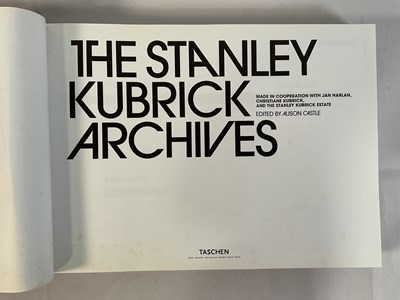 THE STANLEY
KUBRICK
ARCHIVES
MADE IN COOPERATION WITH JAN HARLAN,
CHRISTIANE KUBRICK,
AND THE STANLEY KUBRICK ESTATE
EDITED BY ALISON CASTLE
TASCHEN